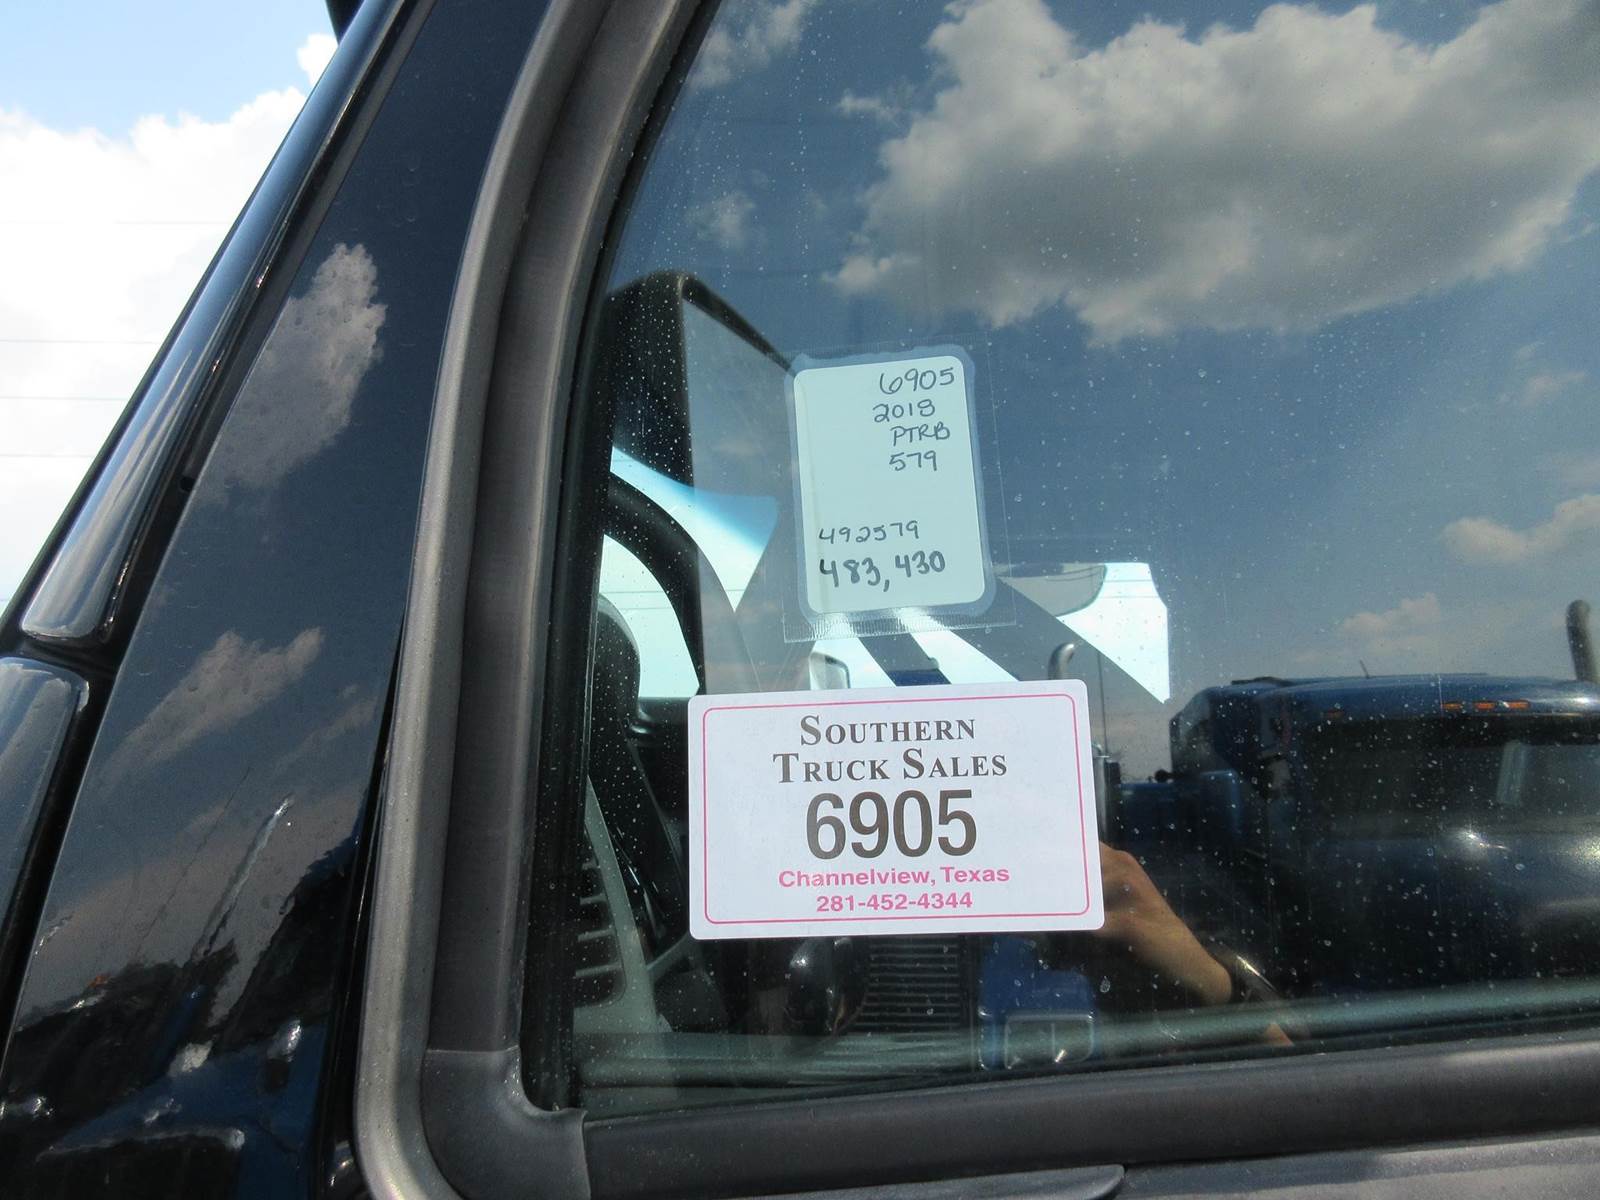 6905
2018
PTRB
579
492579
483,430
SOUTHERN
TRUCK SALES
6905
Channelview, Texas
281-452-4344